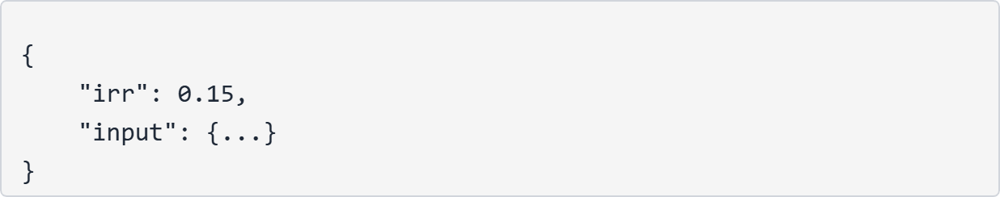 {
    "irr": 0.15,
    "input": {...}
}